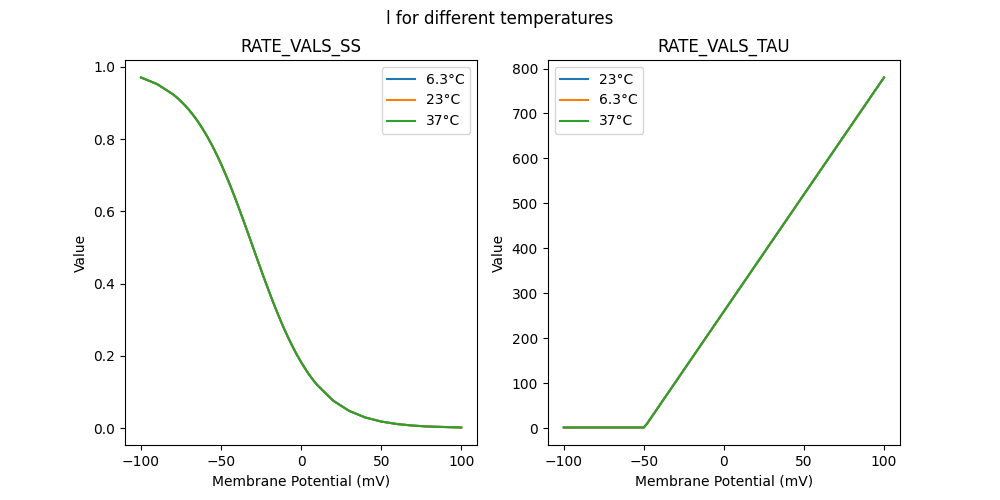 l for different temperatures
RATE_VALS_SS
1.0
0.8
0.6
0.4
0.2
0.0
Value
−100
−50
0
50
100
Membrane Potential (mV)
6.3°C
23°C
37°C
RATE_VALS_TAU
800
700
600
500
400
300
200
100
0
Value
−100
−50
0
50
100
Membrane Potential (mV)
23°C
6.3°C
37°C